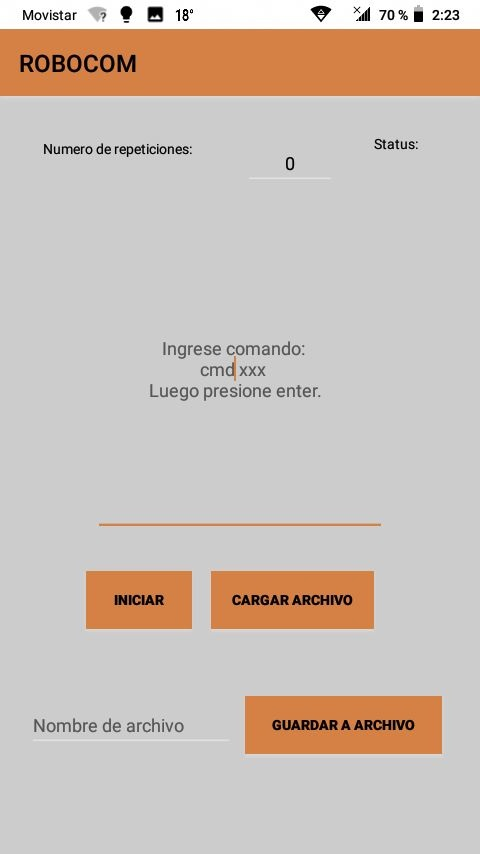 Movistar 18° 70 % 2:23
ROBOCOM
Numero de repeticiones: 0 Status:
Ingrese comando:
cmd xxx
Luego presione enter.
INICIAR CARGAR ARCHIVO
Nombre de archivo GUARDAR A ARCHIVO